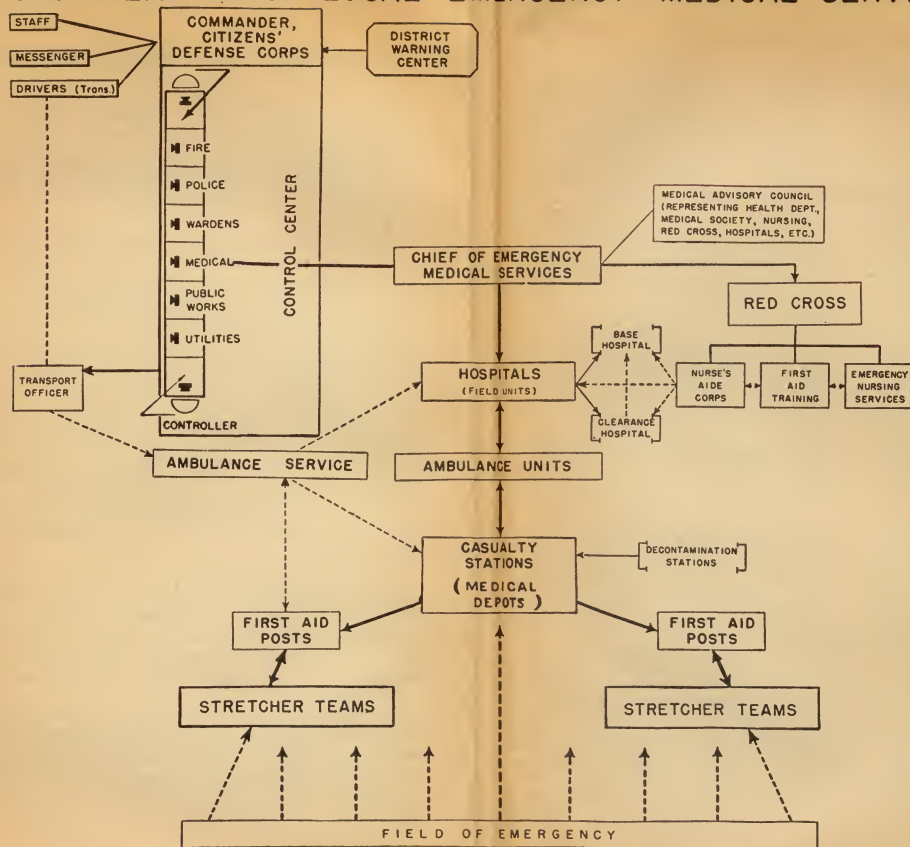 LOCAL EMERGENCY MEDICAL
STAFF
MESSENGER
DRIVERS (Trans.)
COMMANDER,
CITIZENS'
DEFENSE CORPS
DISTRICT
WARNING
CENTER
FIRE
POLICE
WARDENS
MEDICAL
PUBLIC
WORKS
UTILITIES
CONTROL CENTER
CONTROLLER
MEDICAL ADVISORY COUNCIL
(REPRESENTING HEALTH DEPT.,
MEDICAL SOCIETY, NURSING,
RED CROSS, HOSPITALS, ETC.)
CHIEF OF EMERGENCY
MEDICAL SERVICES
RED CROSS
BASE
HOSPITAL
HOSPITALS
(FIELD UNITS)
CLEARANCE
HOSPITAL
NURSE'S
AIDE
CORPS
FIRST
AID
TRAINING
EMERGENCY
NURSING
SERVICES
TRANSPORT
OFFICER
AMBULANCE SERVICE
AMBULANCE UNITS
CASUALTY
STATIONS
(MEDICAL
DEPOTS)
DECONTAMINATION
STATIONS
FIRST AID
POSTS
FIRST AID
POSTS
STRETCHER TEAMS
STRETCHER TEAMS
FIELD OF EMERGENCY